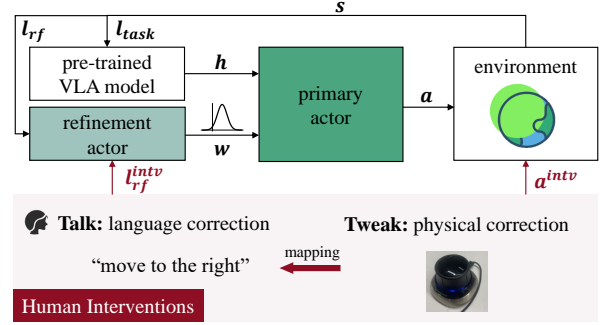 s
l_rf l_task
pre-trained
VLA model
h
environment
primary
actor
a
refinement
actor
w
l_rf^intv
a^intv
Talk: language correction
Tweak: physical correction
“move to the right”
mapping
Human Interventions